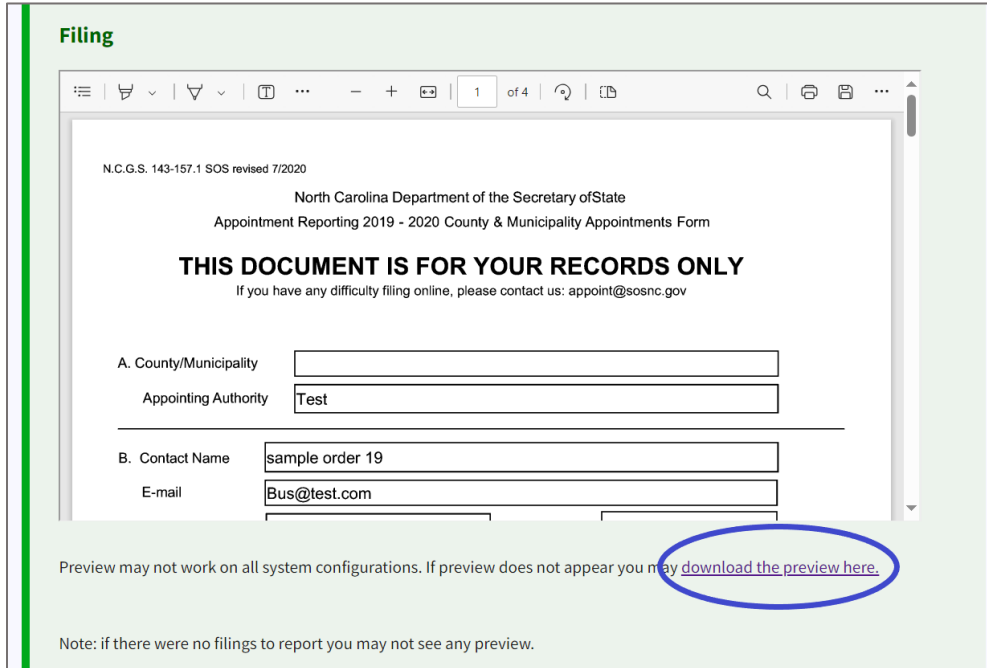 Filing
1 of 4
N.C.G.S. 143-157.1 SOS revised 7/2020
North Carolina Department of the Secretary ofState
Appointment Reporting 2019 - 2020 County & Municipality Appointments Form
THIS DOCUMENT IS FOR YOUR RECORDS ONLY
If you have any difficulty filing online, please contact us: appoint@sosnc.gov
A. County/Municipality
Appointing Authority Test
B. Contact Name sample order 19
E-mail Bus@test.com
Preview may not work on all system configurations. If preview does not appear you may download the preview here.
Note: if there were no filings to report you may not see any preview.